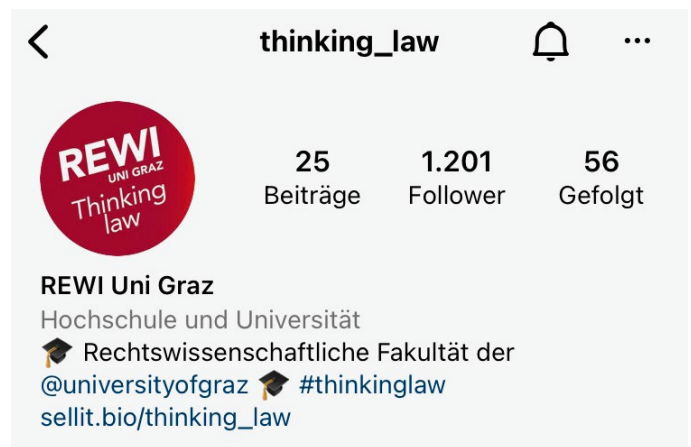 thinking_law
REWI
UNI GRAZ
Thinking
law
25 1.201 56
Beiträge Follower Gefolgt
REWI Uni Graz
Hochschule und Universität
🎓 Rechtswissenschaftliche Fakultät der
@universityofgraz 🎓 #thinkinglaw
sellit.bio/thinking_law